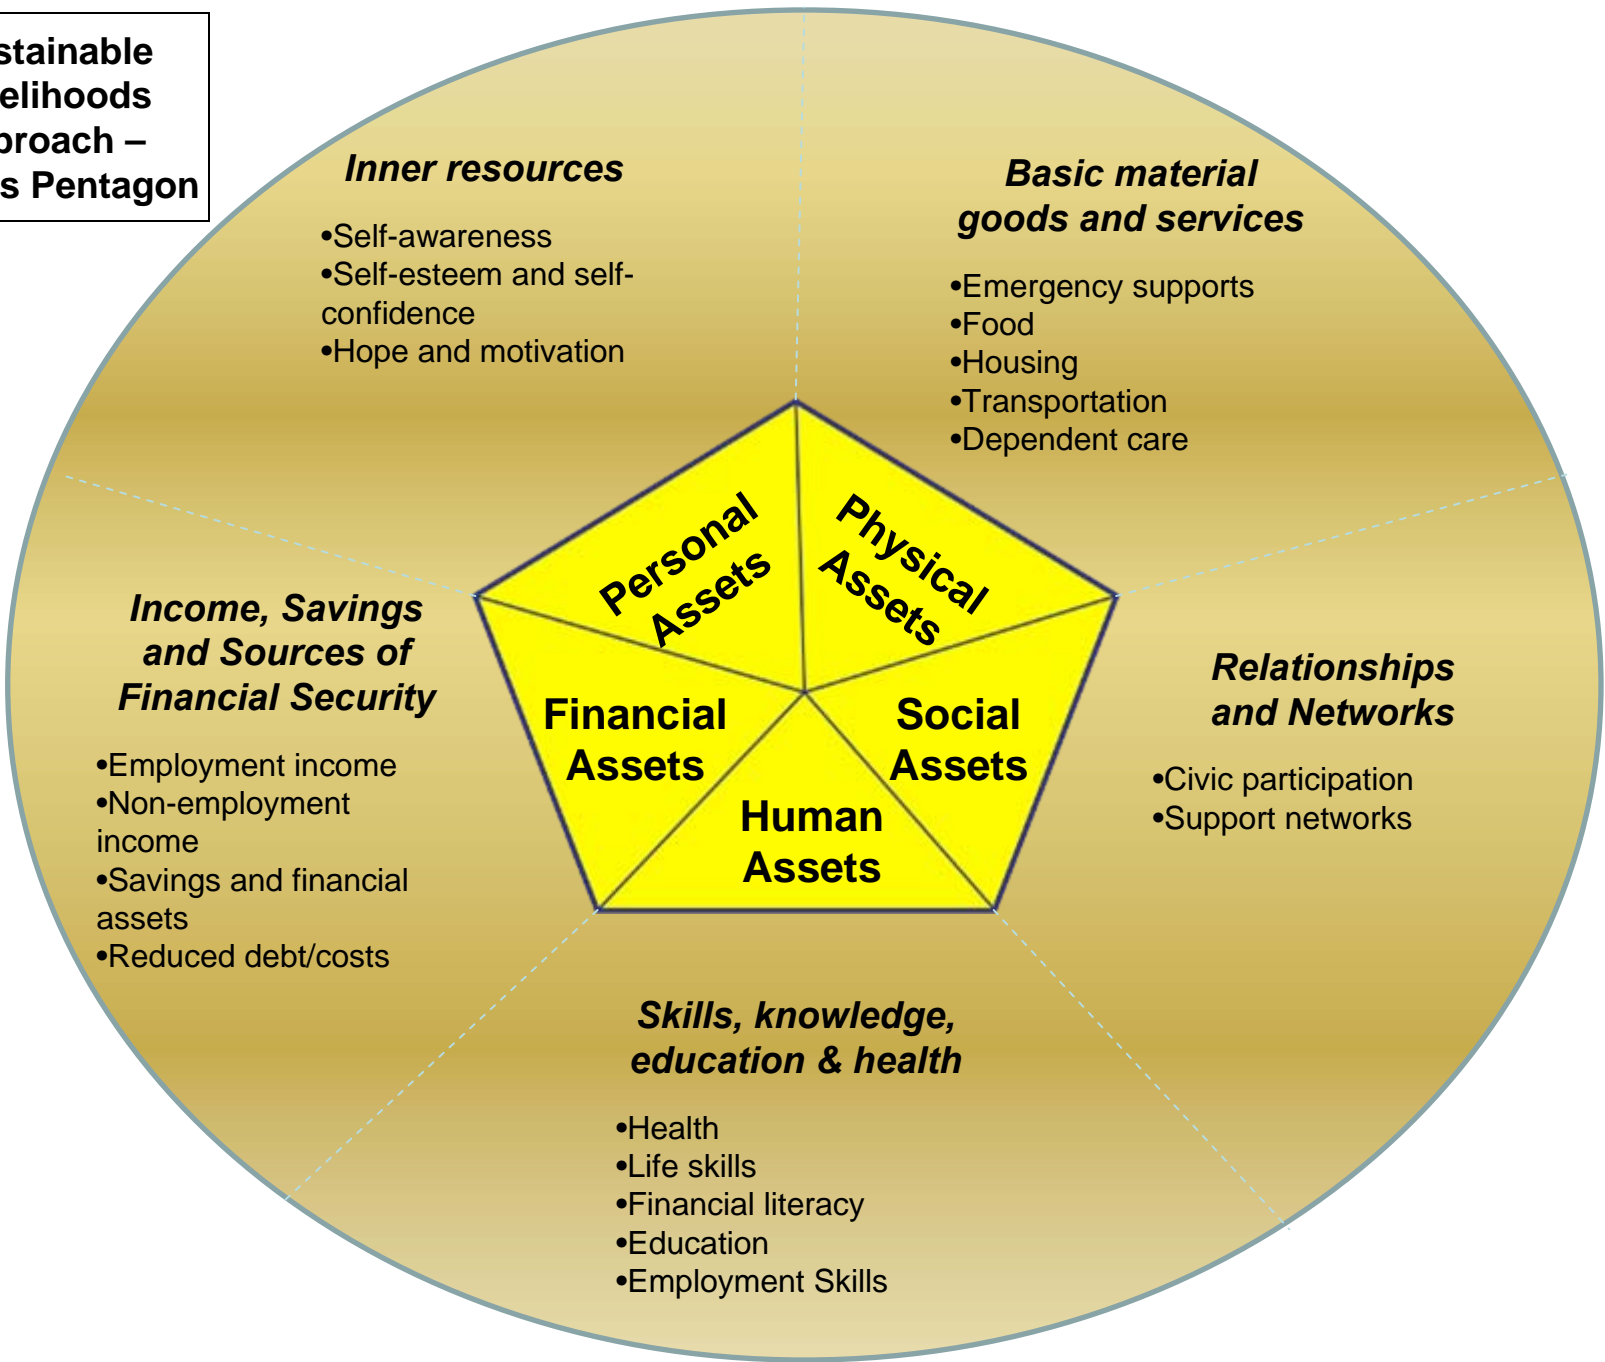 stainable
elihoods
proach –
s Pentagon
Inner resources
•Self-awareness
•Self-esteem and self-
confidence
•Hope and motivation
Basic material
goods and services
•Emergency supports
•Food
•Housing
•Transportation
•Dependent care
Personal
Assets
Physical
Assets
Income, Savings
and Sources of
Financial Security
•Employment income
•Non-employment
income
•Savings and financial
assets
•Reduced debt/costs
Financial
Assets
Social
Assets
Human
Assets
Relationships
and Networks
•Civic participation
•Support networks
Skills, knowledge,
education & health
•Health
•Life skills
•Financial literacy
•Education
•Employment Skills